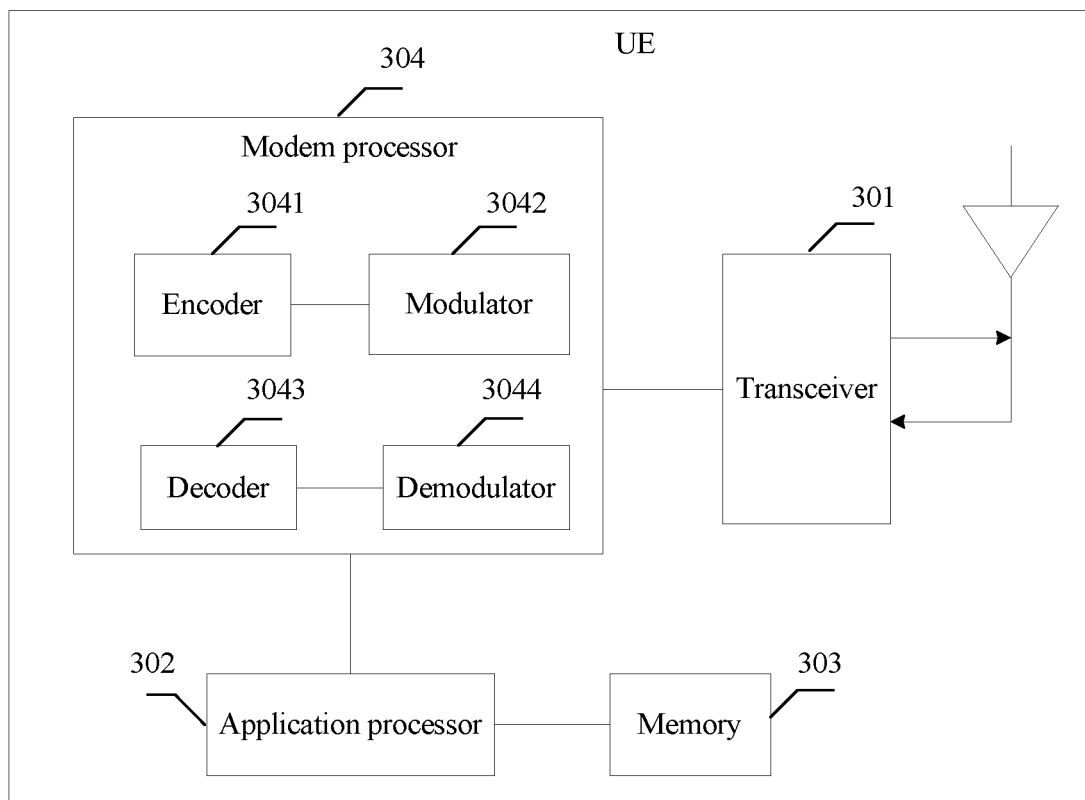 UE
304
Modem processor
3041
3042
301
Encoder
Modulator
Transceiver
3043
3044
Decoder
Demodulator
302
303
Application processor
Memory